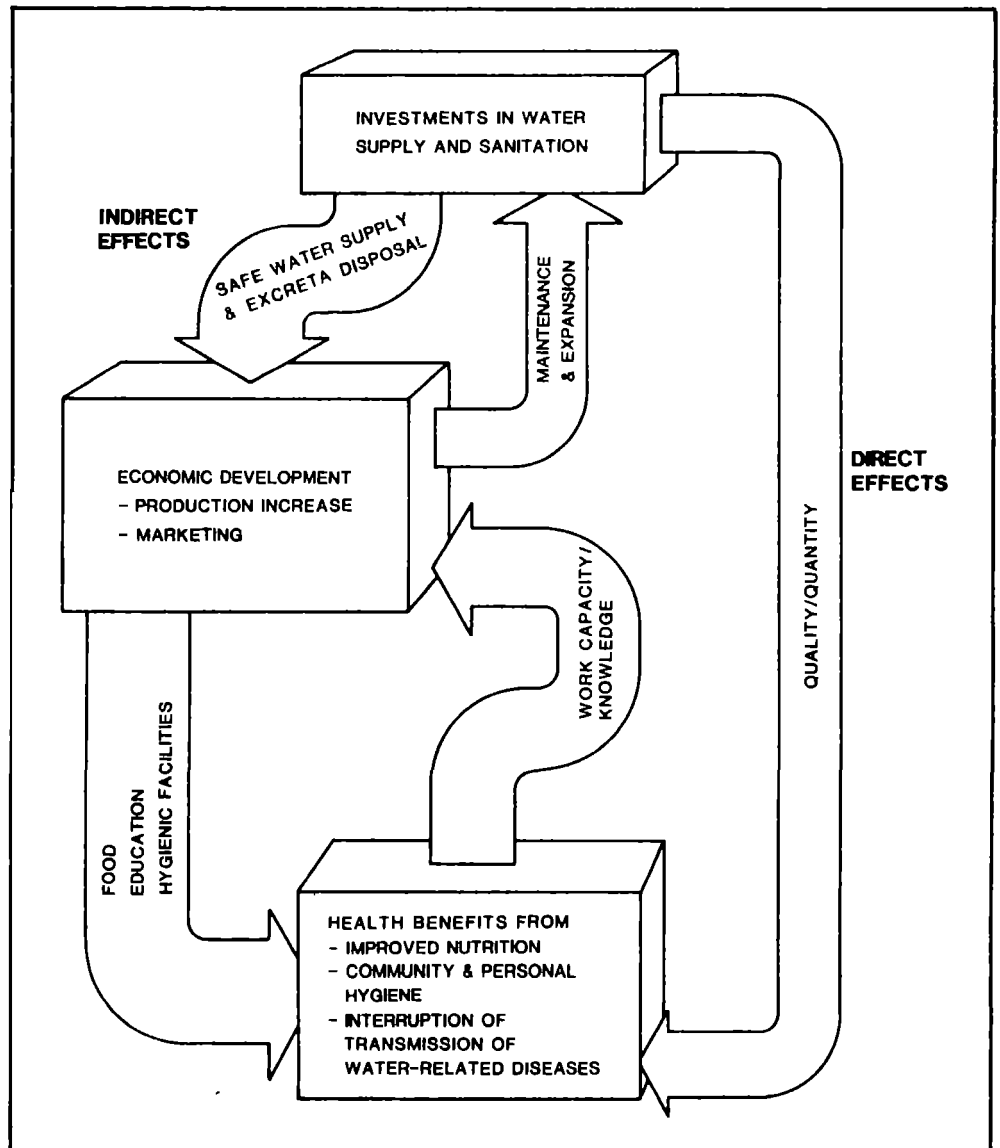 INVESTMENTS IN WATER
SUPPLY AND SANITATION
INDIRECT
EFFECTS
SAFE WATER SUPPLY
& EXCRETA DISPOSAL
MAINTENANCE
& EXPANSION
ECONOMIC DEVELOPMENT
- PRODUCTION INCREASE
- MARKETING
DIRECT
EFFECTS
QUALITY/QUANTITY
WORK CAPACITY/
KNOWLEDGE
FOOD
EDUCATION
HYGIENIC FACILITIES
HEALTH BENEFITS FROM
- IMPROVED NUTRITION
- COMMUNITY & PERSONAL
HYGIENE
- INTERRUPTION OF
TRANSMISSION OF
WATER-RELATED DISEASES